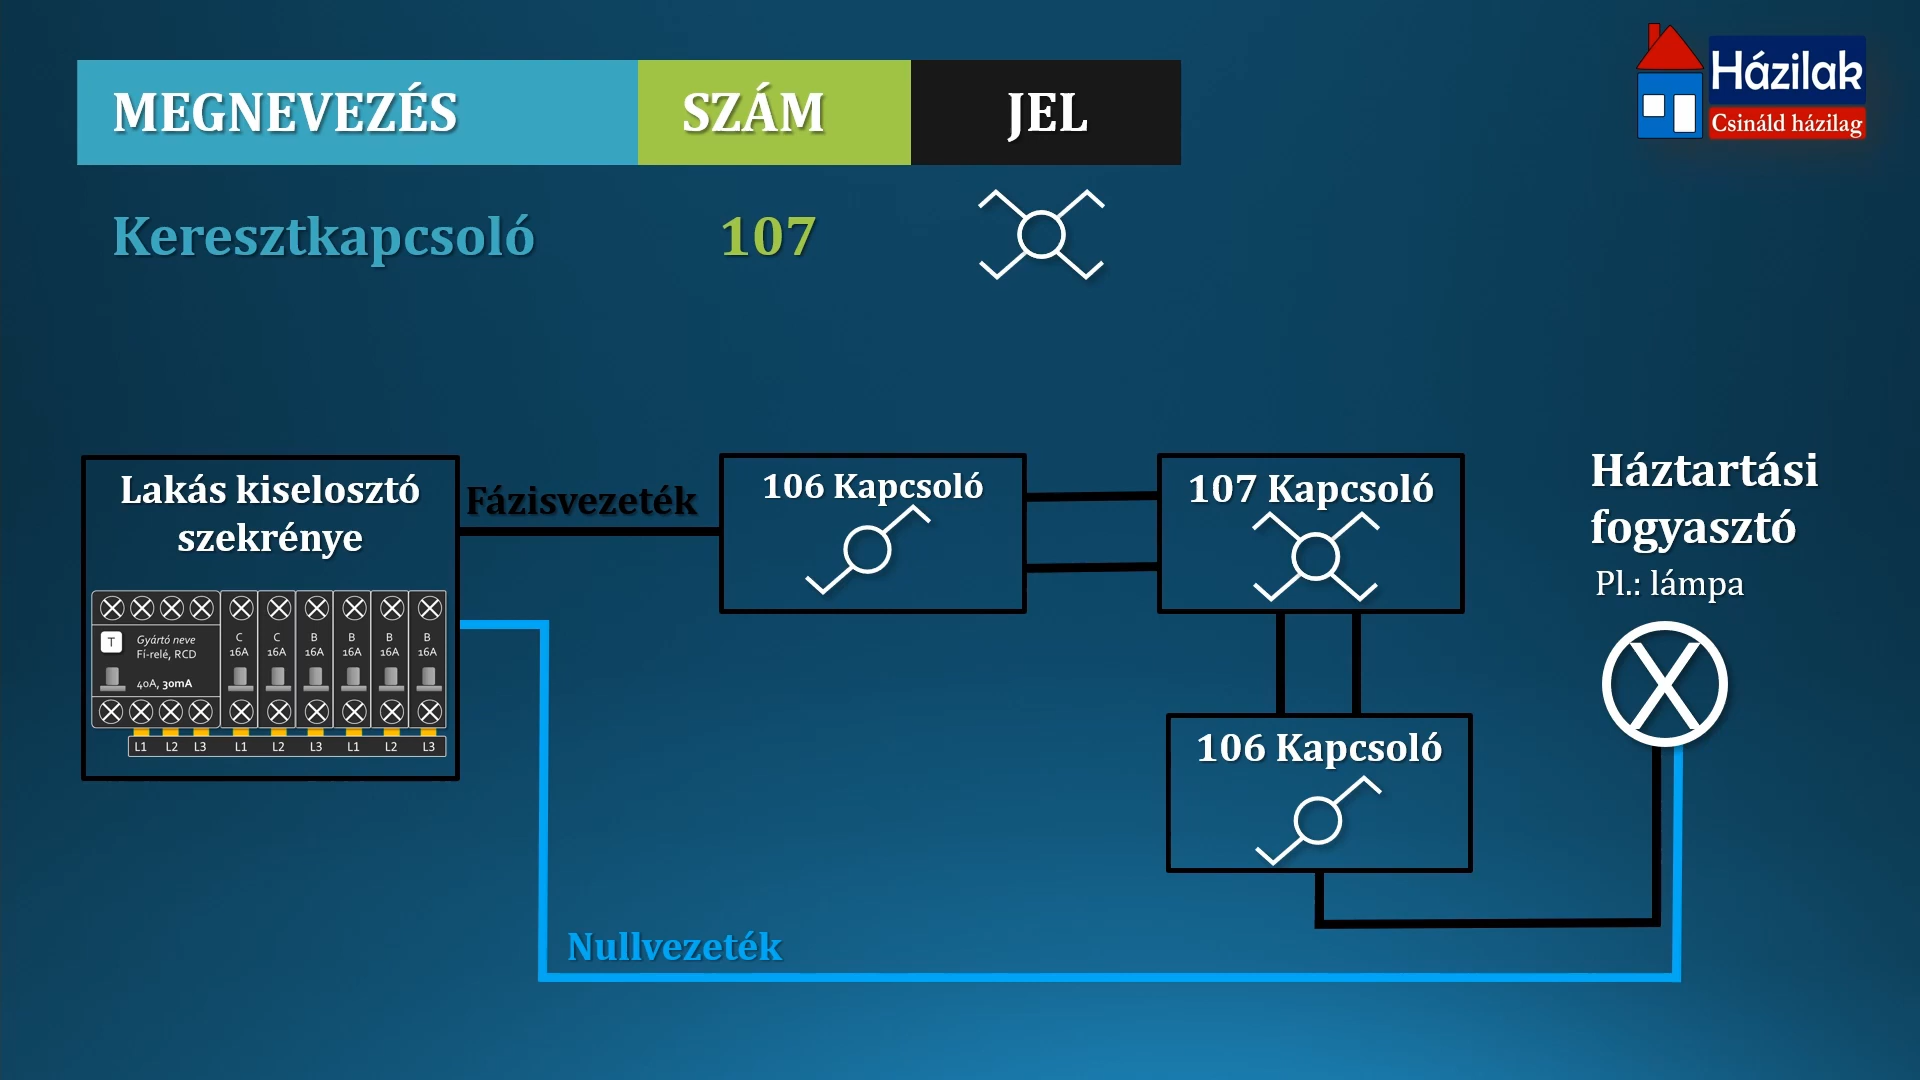 MEGNEVEZÉS SZÁM JEL
Házilak
Csináld házilag
Keresztkapcsoló 107
Lakás kiselosztó
szekrénye
Fázisvezeték
106 Kapcsoló
107 Kapcsoló
Háztartási
fogyasztó
Pl.: lámpa
T
Gyártó neve
Fí-relé, RCD
40A, 30mA
C C B B B B
16A 16A 16A 16A 16A 16A
L1 L2 L3 L1 L2 L3 L1 L2 L3
106 Kapcsoló
Nullvezeték